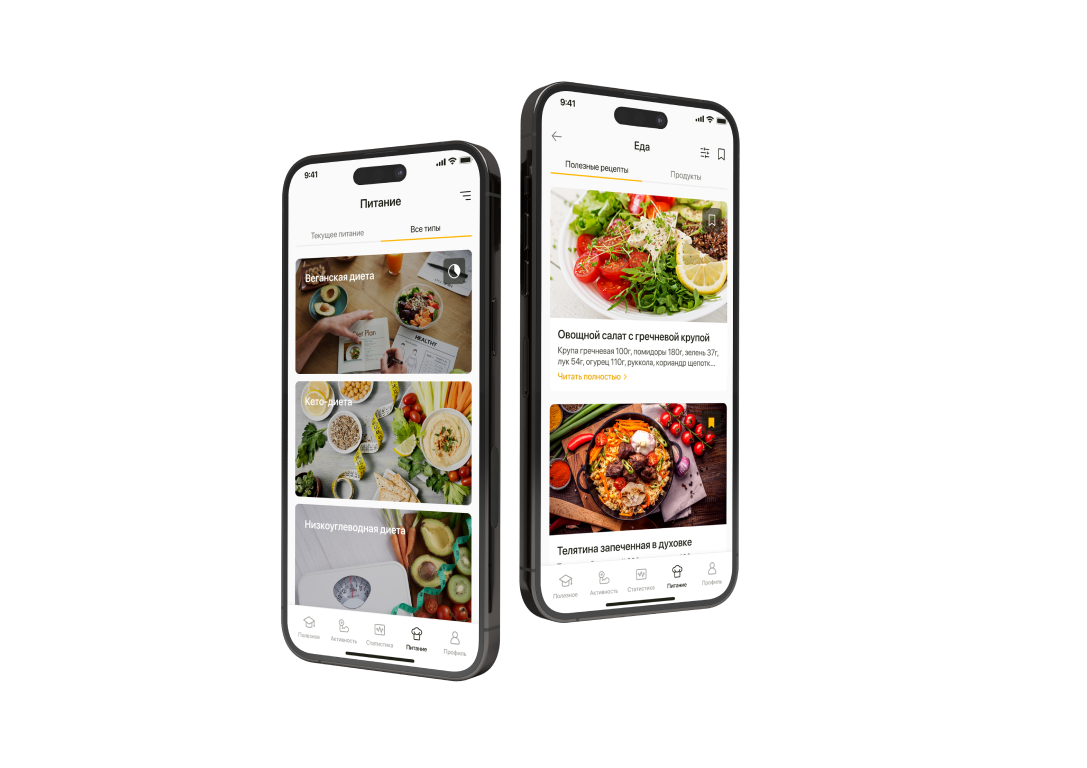 9:41
Питание
Текущее питание
Все типы
Веганская диета
Diet Plan
HEALTHY
Кето-диета
Низкоуглеводная диета
Полезное
Активность
Статистика
Питание
Профиль
9:41
Еда
Полезные рецепты
Продукты
Овощной салат с гречневой крупой
Крупа гречневая 100г, помидоры 180г, зелень 37г,
лук 54г, огурец 110г, руккола, кориандр щепотк...
Читать полностью >
Телятина запеченная в духовке
Полезное
Активность
Статистика
Питание
Профиль